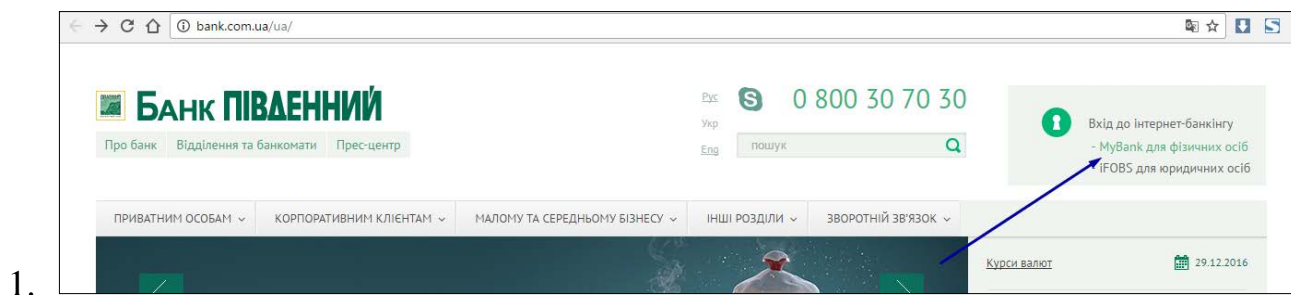 bank.com.ua/ua/
БАНК ПІВДЕННИЙ
Рус
Укр
Eng
0 800 30 70 30
Про банк Відділення та банкомати Прес-центр
пошук
Вхід до інтернет-банкінгу
- MyBank для фізичних осіб
- iFOBS для юридичних осіб
ПРИВАТНИМ ОСОБАМ КОРПОРАТИВНИМ КЛІЄНТАМ МАЛОМУ ТА СЕРЕДНЬОМУ БІЗНЕСУ ІНШІ РОЗДІЛИ ЗВОРОТНІЙ ЗВ'ЯЗОК
Курси валют 29.12.2016
1.